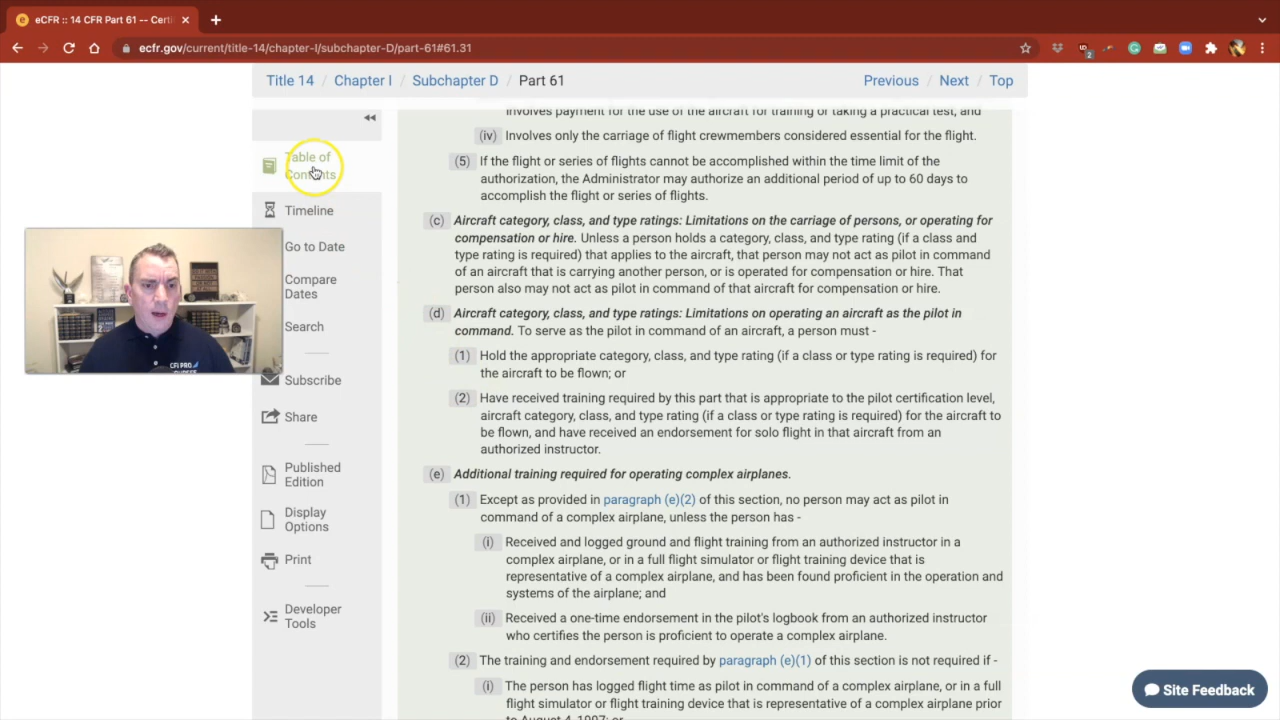 eCFR :: 14 CFR Part 61 -- Certi
ecfr.gov/current/title-14/chapter-I/subchapter-D/part-61#61.31
Title 14 / Chapter I / Subchapter D / Part 61
Previous / Next / Top
Table of
Contents
Timeline
Go to Date
Compare
Dates
Search
Subscribe
Share
Published
Edition
Display
Options
Print
Developer
Tools
involves payment for the use of the aircraft for training or taking a practical test; and
(iv) Involves only the carriage of flight crewmembers considered essential for the flight.
(5) If the flight or series of flights cannot be accomplished within the time limit of the
authorization, the Administrator may authorize an additional period of up to 60 days to
accomplish the flight or series of flights.
(c) Aircraft category, class, and type ratings: Limitations on the carriage of persons, or operating for
compensation or hire. Unless a person holds a category, class, and type rating (if a class and
type rating is required) that applies to the aircraft, that person may not act as pilot in command
of an aircraft that is carrying another person, or is operated for compensation or hire. That
person also may not act as pilot in command of that aircraft for compensation or hire.
(d) Aircraft category, class, and type ratings: Limitations on operating an aircraft as the pilot in
command. To serve as the pilot in command of an aircraft, a person must -
(1) Hold the appropriate category, class, and type rating (if a class or type rating is required) for
the aircraft to be flown; or
(2) Have received training required by this part that is appropriate to the pilot certification level,
aircraft category, class, and type rating (if a class or type rating is required) for the aircraft to
be flown, and have received an endorsement for solo flight in that aircraft from an
authorized instructor.
(e) Additional training required for operating complex airplanes.
(1) Except as provided in paragraph (e)(2) of this section, no person may act as pilot in
command of a complex airplane, unless the person has -
(i) Received and logged ground and flight training from an authorized instructor in a
complex airplane, or in a full flight simulator or flight training device that is
representative of a complex airplane, and has been found proficient in the operation and
systems of the airplane; and
(ii) Received a one-time endorsement in the pilot's logbook from an authorized instructor
who certifies the person is proficient to operate a complex airplane.
(2) The training and endorsement required by paragraph (e)(1) of this section is not required if -
(i) The person has logged flight time as pilot in command of a complex airplane, or in a full
flight simulator or flight training device that is representative of a complex airplane prior
to August 4, 1997; or
Site Feedback